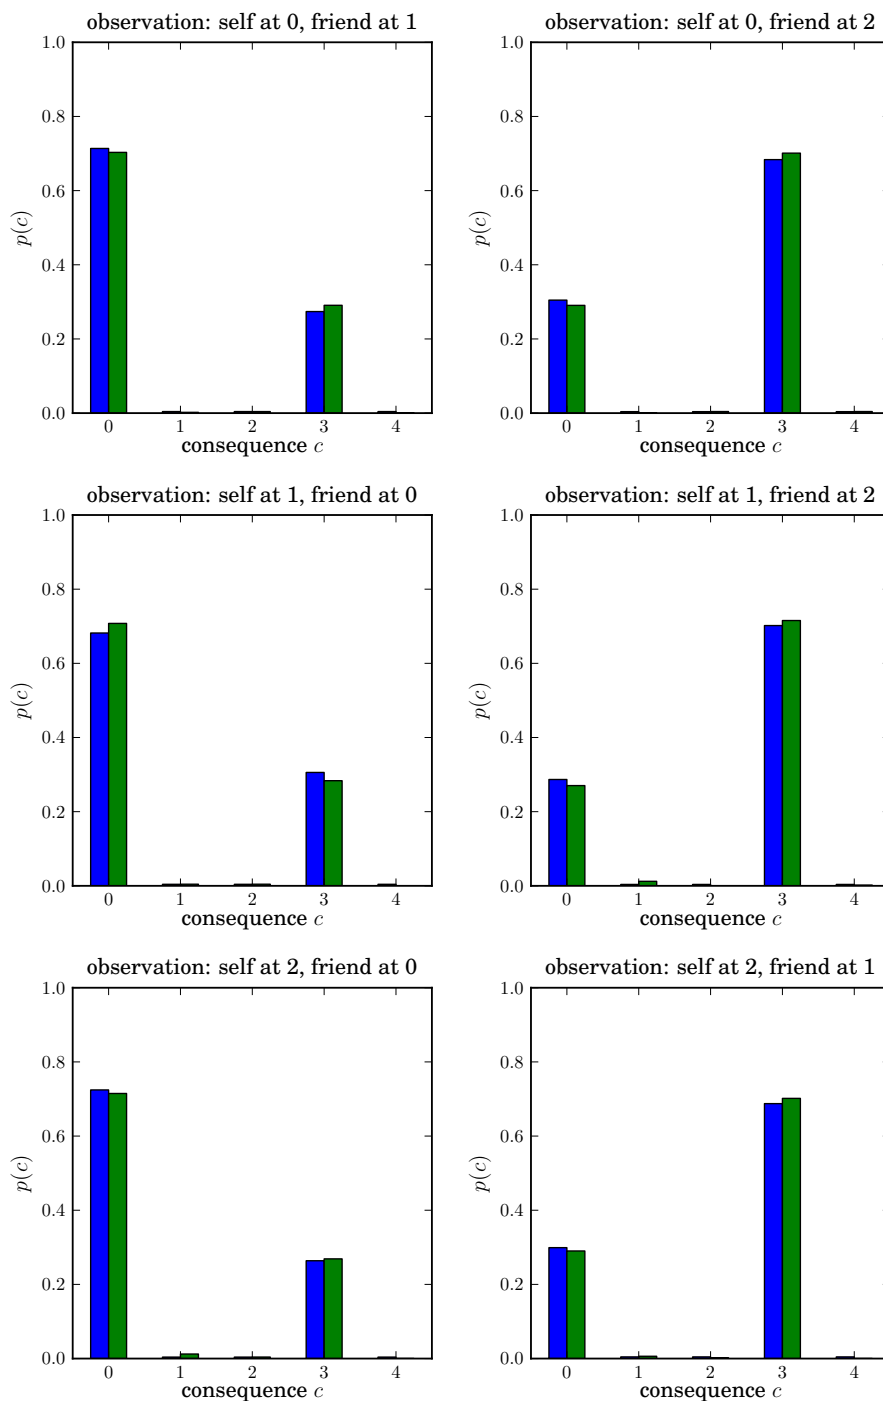 observation: self at 0, friend at 1
1.0
0.8
0.6
0.4
0.2
0.0
p(c)
0 1 2 3 4
consequence c
observation: self at 0, friend at 2
1.0
0.8
0.6
0.4
0.2
0.0
p(c)
0 1 2 3 4
consequence c
observation: self at 1, friend at 0
1.0
0.8
0.6
0.4
0.2
0.0
p(c)
0 1 2 3 4
consequence c
observation: self at 1, friend at 2
1.0
0.8
0.6
0.4
0.2
0.0
p(c)
0 1 2 3 4
consequence c
observation: self at 2, friend at 0
1.0
0.8
0.6
0.4
0.2
0.0
p(c)
0 1 2 3 4
consequence c
observation: self at 2, friend at 1
1.0
0.8
0.6
0.4
0.2
0.0
p(c)
0 1 2 3 4
consequence c